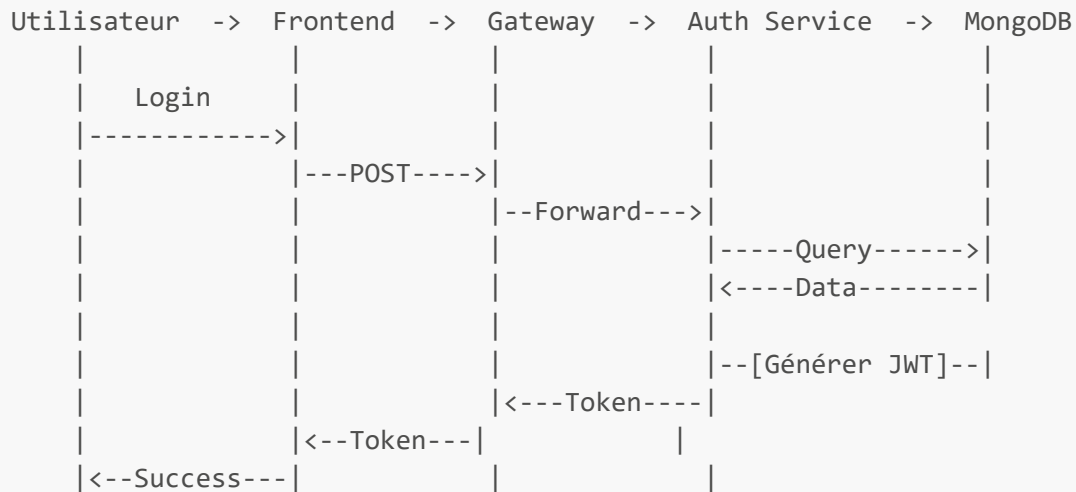 Utilisateur  ->  Frontend  ->  Gateway  ->  Auth Service  ->  MongoDB
    |            |           |            |               |
    |   Login    |           |            |               |
    |----------->|           |            |               |
    |            |---POST---->|            |               |
    |            |           |--Forward--->|               |
    |            |           |            |-----Query------>|
    |            |           |            |<----Data--------|
    |            |           |            |
    |            |           |            |--[Générer JWT]--|
    |            |           |<---Token----|
    |            |<--Token---|           |
    |<--Success---|           |            |